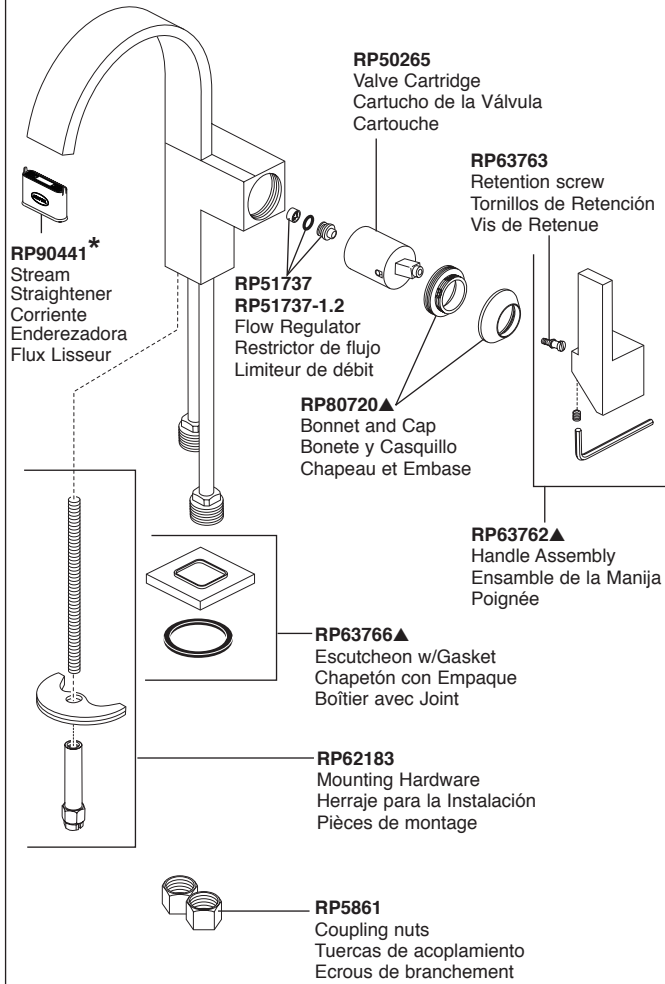 RP50265
Valve Cartridge
Cartucho de la Válvula
Cartouche
RP63763
Retention screw
Tornillos de Retención
Vis de Retenue
RP90441*
Stream
Straightener
Corriente
Enderezadora
Flux Lisseur
RP51737
RP51737-1.2
Flow Regulator
Restrictor de flujo
Limiteur de débit
RP80720▲
Bonnet and Cap
Bonete y Casquillo
Chapeau et Embase
RP63762▲
Handle Assembly
Ensamble de la Manija
Poignée
RP63766▲
Escutcheon w/Gasket
Chapetón con Empaque
Boîtier avec Joint
RP62183
Mounting Hardware
Herraje para la Instalación
Pièces de montage
RP5861
Coupling nuts
Tuercas de acoplamiento
Ecrous de branchement